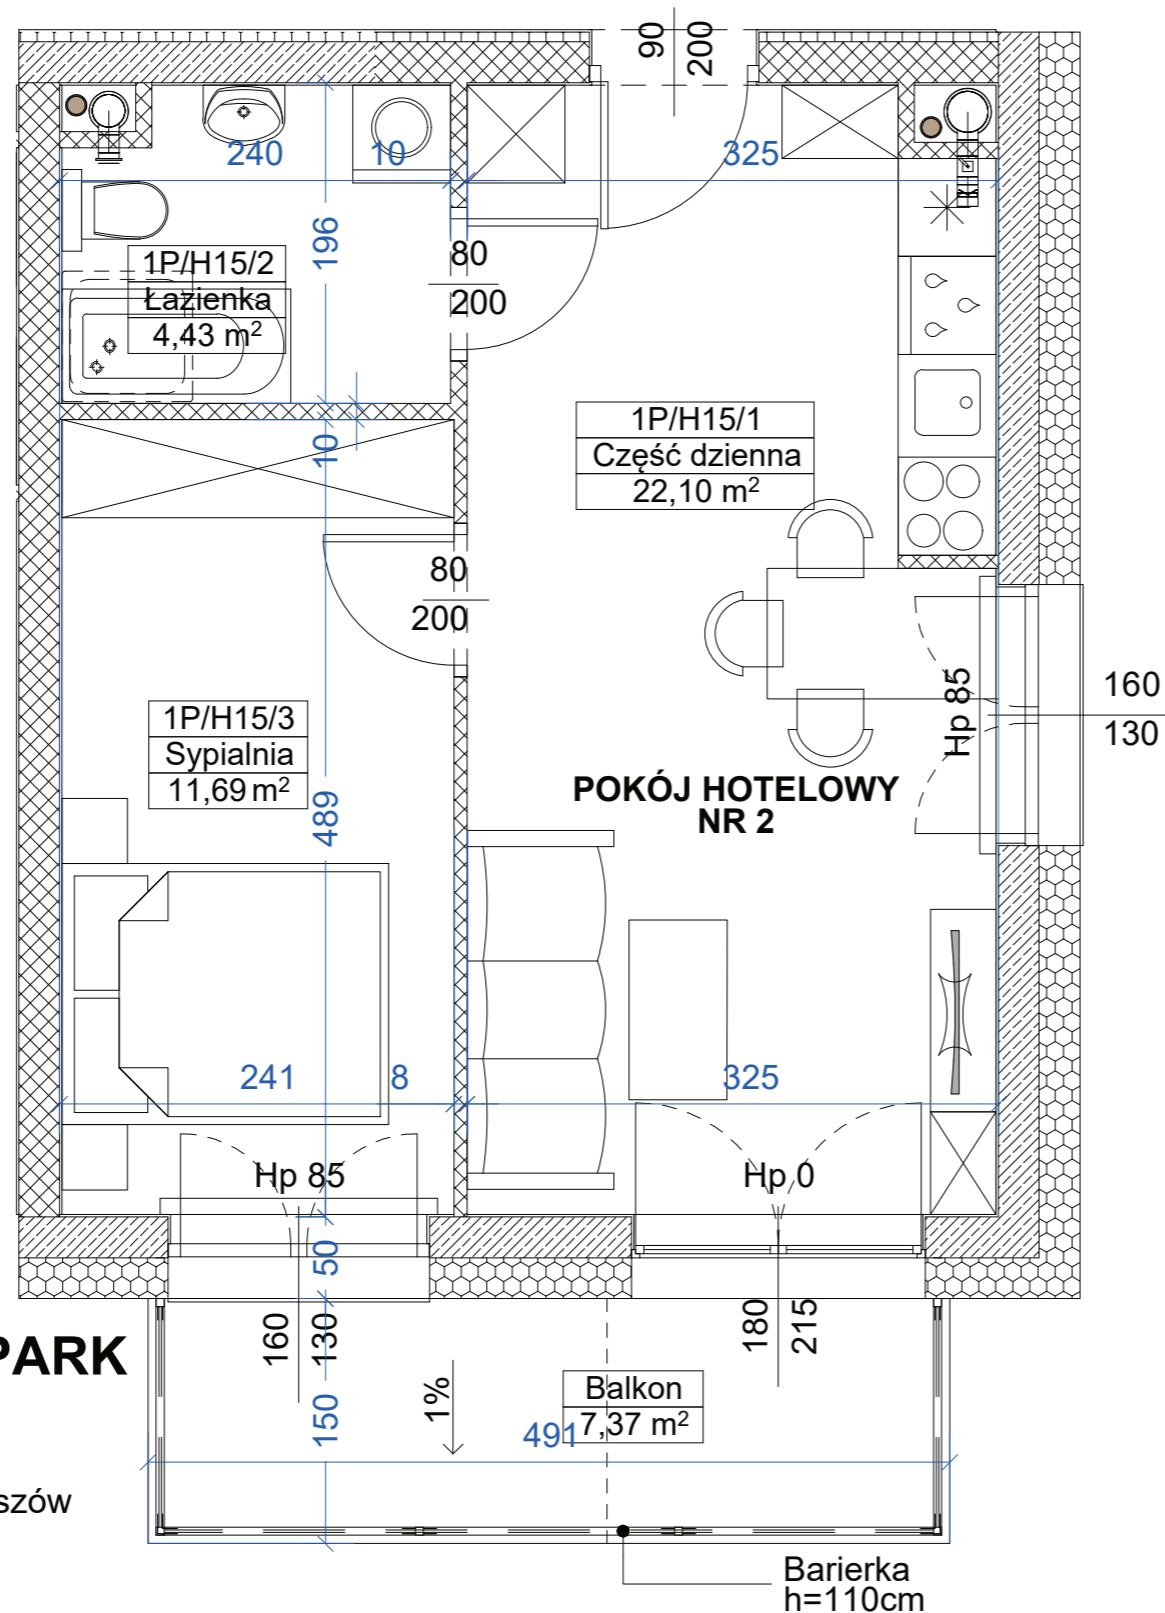 90
200
240
10
325
196
1P/H15/2
Łazienka
4,43 m²
80
200
10
1P/H15/1
Część dzienna
22,10 m²
80
200
Hp 85
160
130
1P/H15/3
Sypialnia
11,69 m²
489
POKÓJ HOTELOWY
NR 2
241
8
325
Hp 85
Hp 0
50
160
130
180
215
PARK
150
1%
Balkon
7,37 m²
491
szów
Barierka
h=110cm